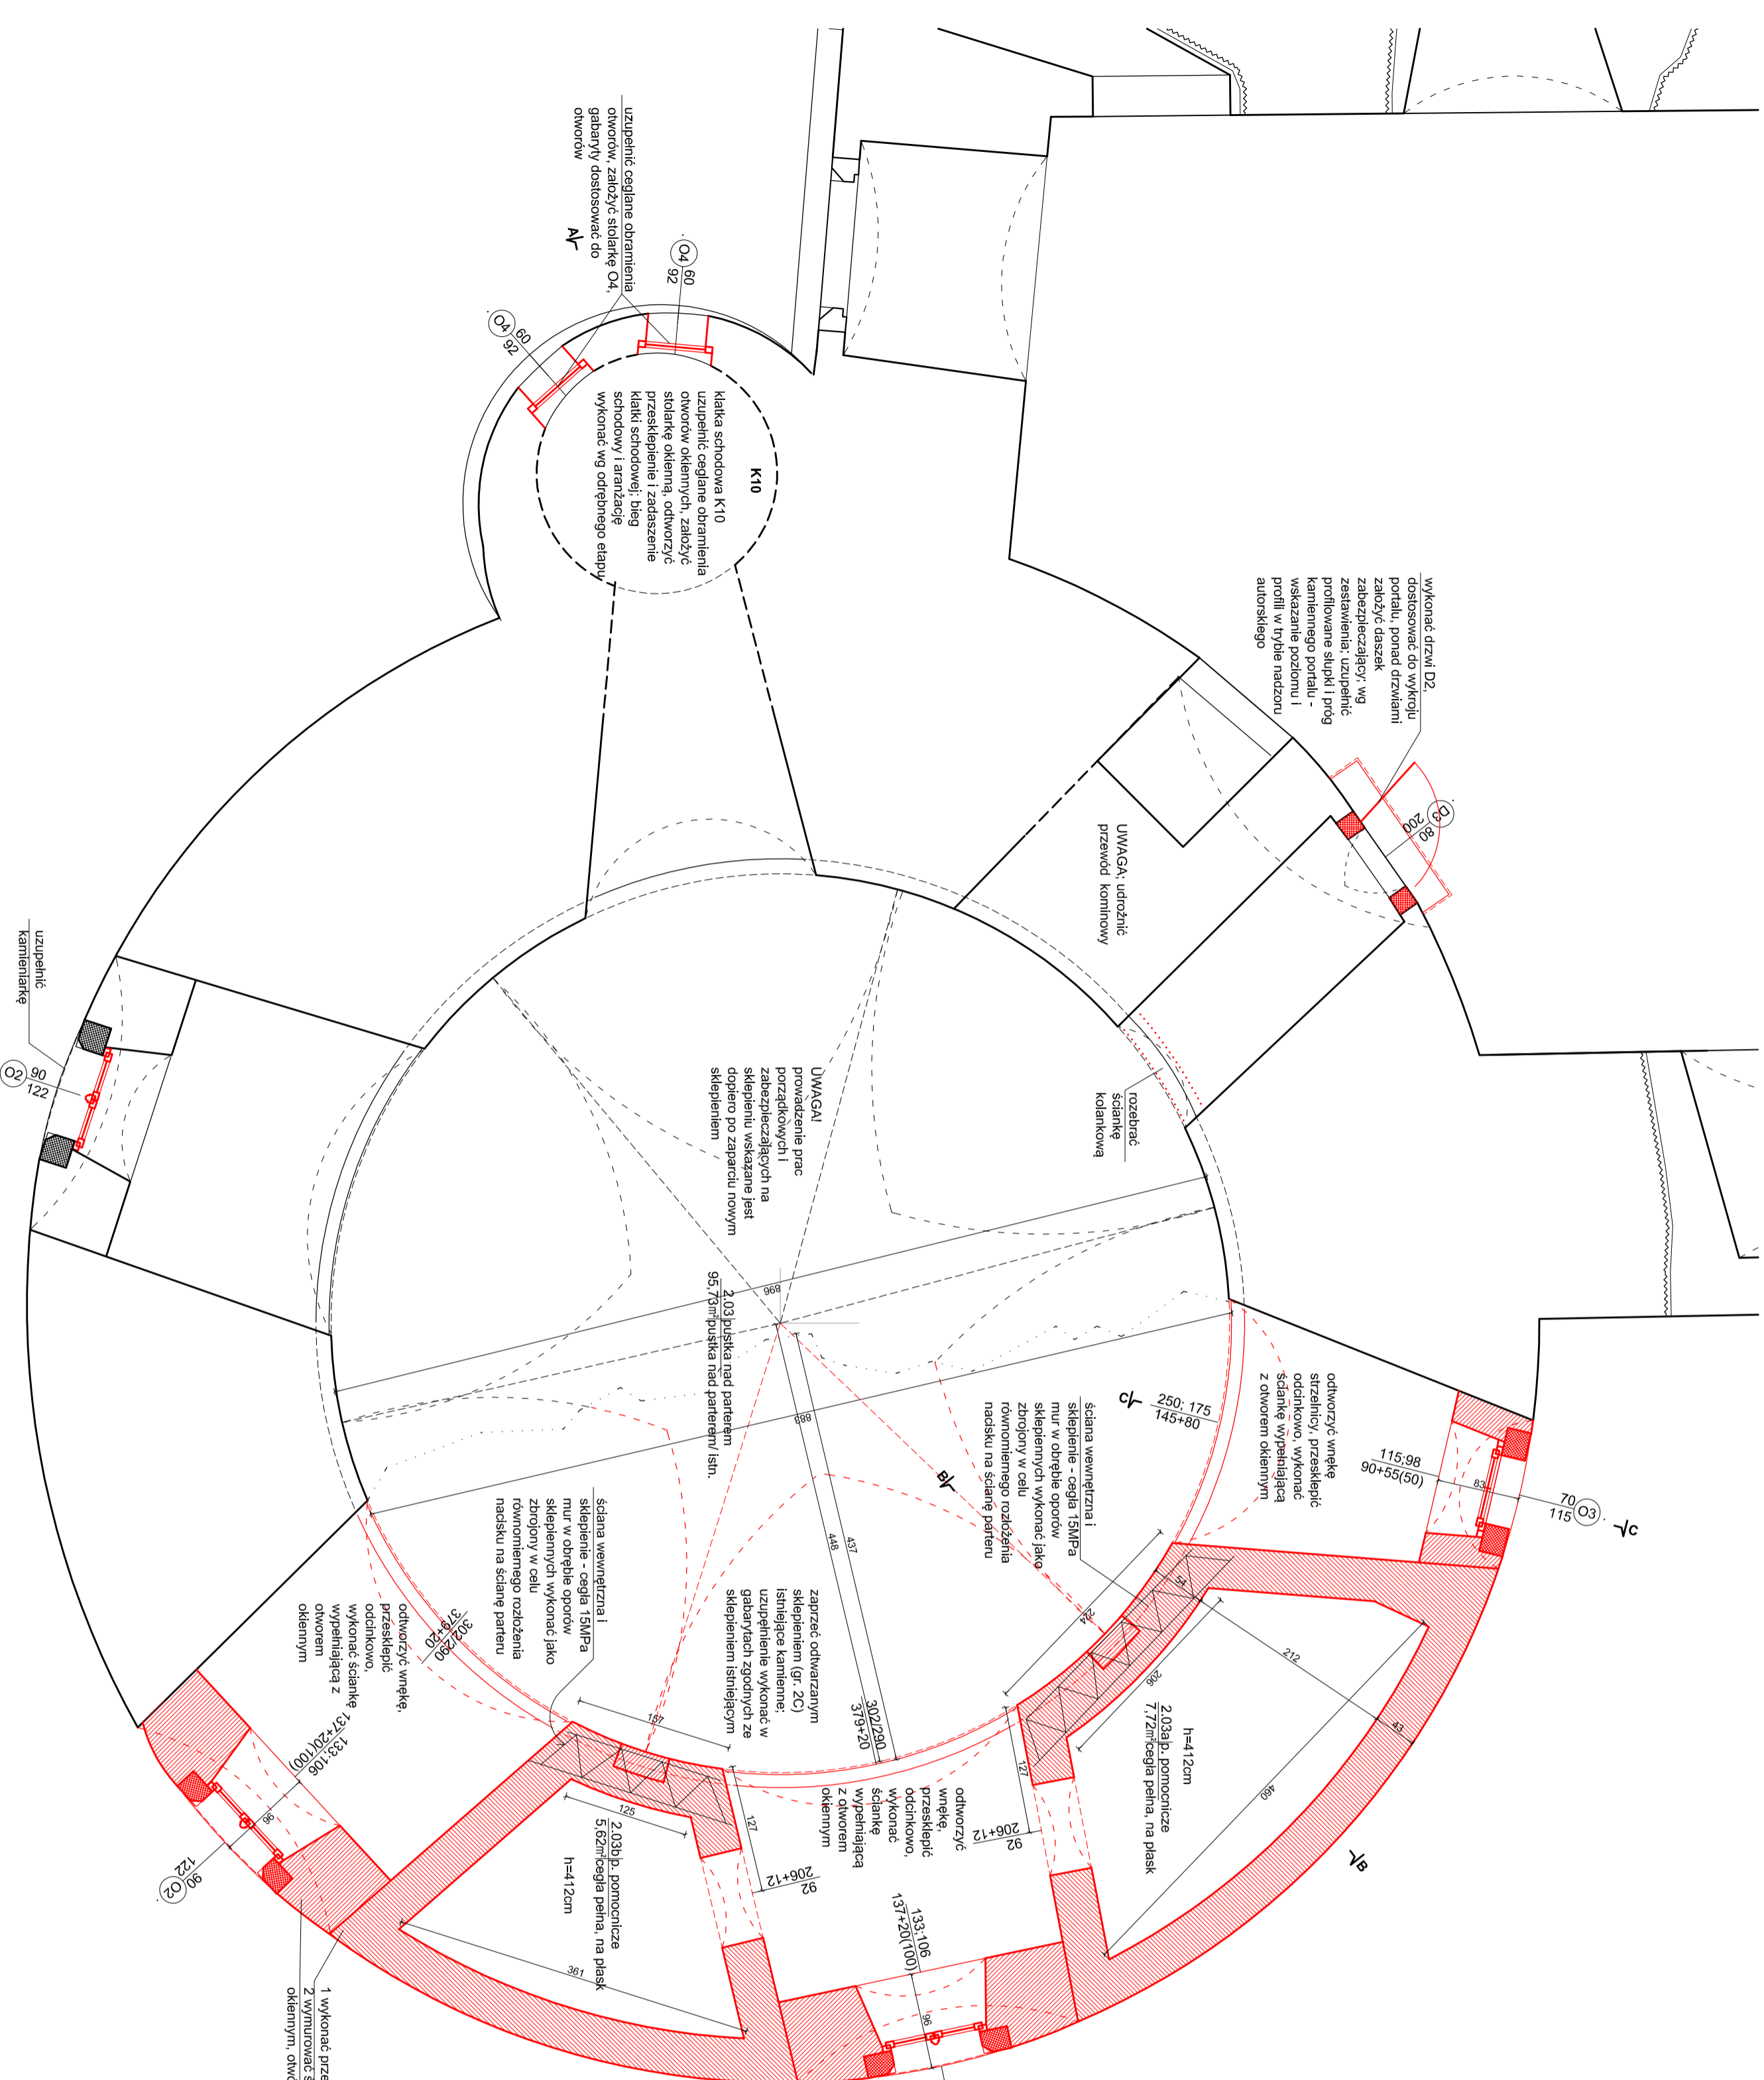 uzupełnić ceglane obramienia
otworów, założyć stolarkę O4,
gabaryty dostosować do
otworów
A
O4 60
92
O4 60
92
K10
klatka schodowa K10
uzupełnić ceglane obramienia
otworów okiennych, założyć
stolarkę okienną, odtworzyć
przesklepienie i zadaszenie
klatki schodowej; bieg
schodowy i aranżację
wykonać wg odrębnego etapu
wykonać drzwi D2,
dostosować do wykroju
portalu, ponad drzwiami
założyć daszek
zabezpieczający; wg
zestawienia; uzupełnić
profilowane słupki i próg
kamiennego portalu -
wskazanie poziomu i
profili w trybie nadzoru
autorskiego
D3 80
200
UWAGA; udrożnić
przewód kominowy
rozebrać
ściankę
kolankową
uzupełnić
kamieniarkę
O2 90
122
UWAGA!
prowadzenie prac
porządkowych i
zabezpieczających na
sklepieniu wskazane jest
dopiero po zaparciu nowym
sklepieniem
2.03 pustka nad parterem
95,73m² pustka nad parterem/ istn.
896
885
437
448
odtworzyć wnękę
strzelnicy, przesklepić
odcinkowo, wykonać
ściankę wypełniającą
z otworem okiennym
250; 175
145+80
C
115;98
90+55(50)
83
70 O3
115
C
ściana wewnętrzna i
sklepienie - cegła 15MPa
mur w obrębie oporów
sklepiennych wykonać jako
zbrojony w celu
równomiernego rozłożenia
nacisku na ścianę parteru
B
54
224
206
212
43
460
h=412cm
2.03a p. pomocnicze
7,72m² cegła pełna, na płask
B
ściana wewnętrzna i
sklepienie - cegła 15MPa
mur w obrębie oporów
sklepiennych wykonać jako
zbrojony w celu
równomiernego rozłożenia
nacisku na ścianę parteru
zaprzeć odtwarzanym
sklepieniem (gr. 2C)
istniejące kamienne;
uzupełnienie wykonać w
gabarytach zgodnych ze
sklepieniem istniejącym
302/290
379+20
302/290
379+20
odtworzyć wnękę,
przesklepić
odcinkowo,
wykonać ściankę
wypełniającą z
otworem
okiennym
133;106
137+20(100)
96
90
122
O2
157
125
127
127
92
206+12
92
206+12
odtworzyć
wnękę,
przesklepić
odcinkowo,
wykonać
ściankę
wypełniającą
z otworem
okiennym
133;106
137+20(100)
96
2.03b p. pomocnicze
5,62m² cegła pełna, na płask
h=412cm
361
1 wykonać prze
2 wymurować s
okiennym, otwo